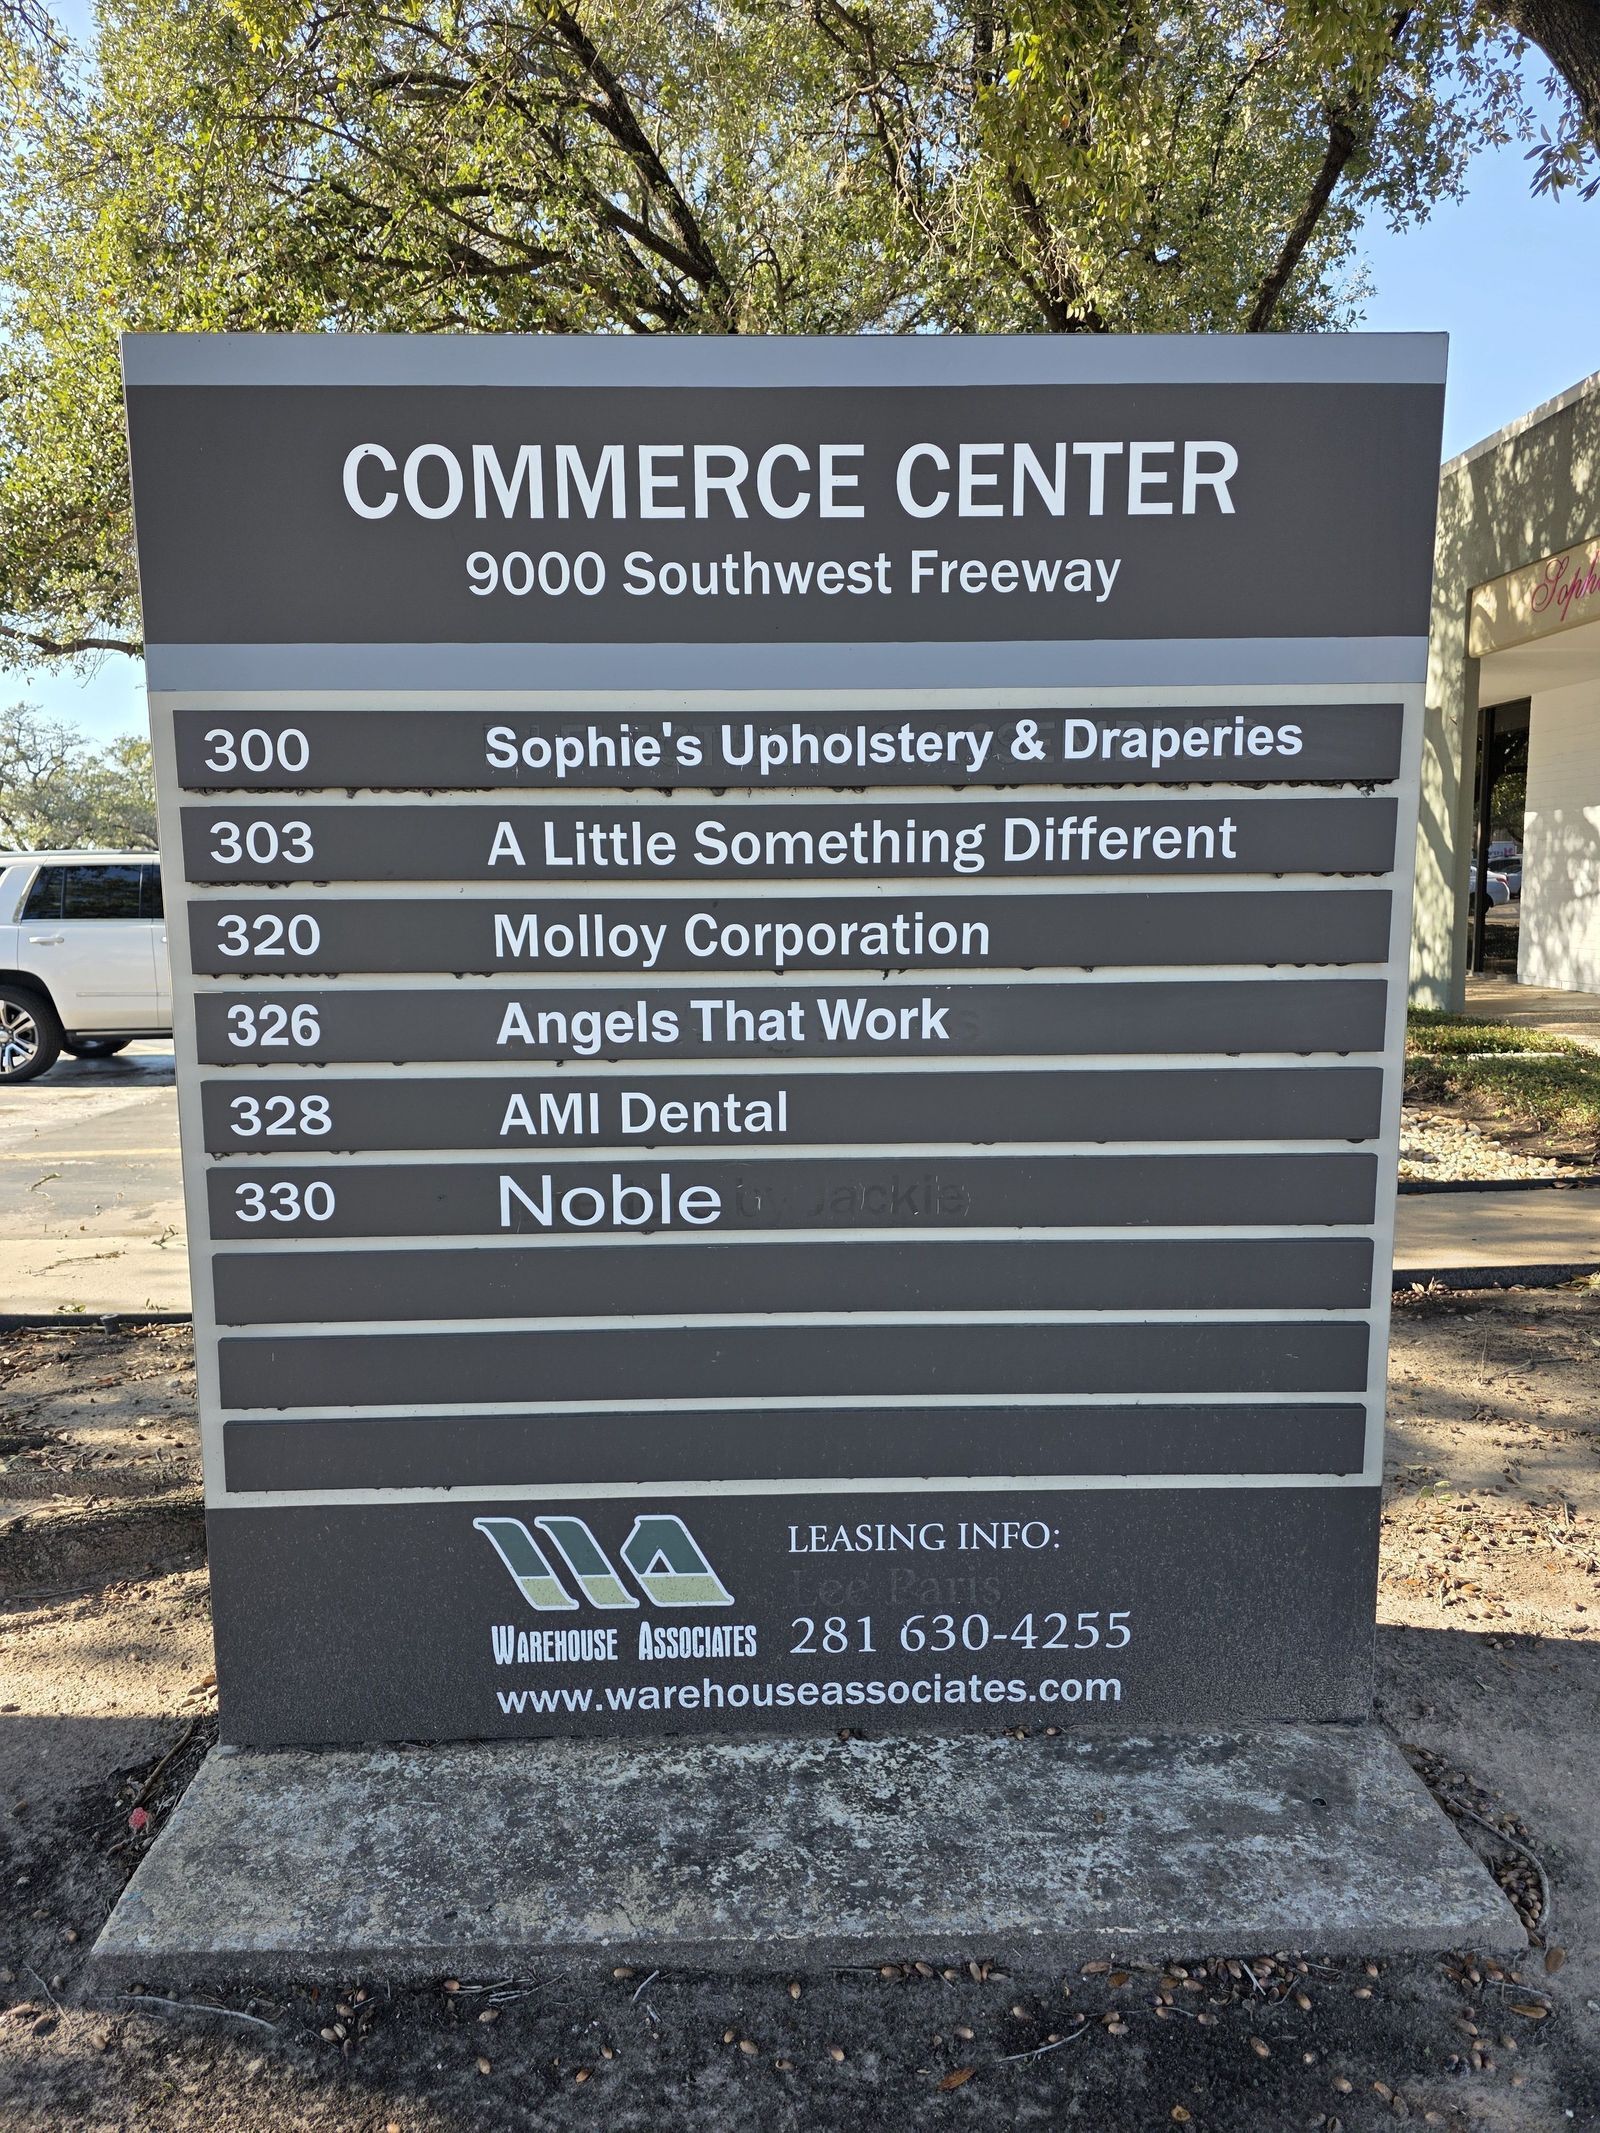 COMMERCE CENTER
9000 Southwest Freeway
300 Sophie's Upholstery & Draperies
303 A Little Something Different
320 Molloy Corporation
326 Angels That Work
328 AMI Dental
330 Noble
LEASING INFO:
Lee Paris
WAREHOUSE ASSOCIATES 281 630-4255
www.warehouseassociates.com